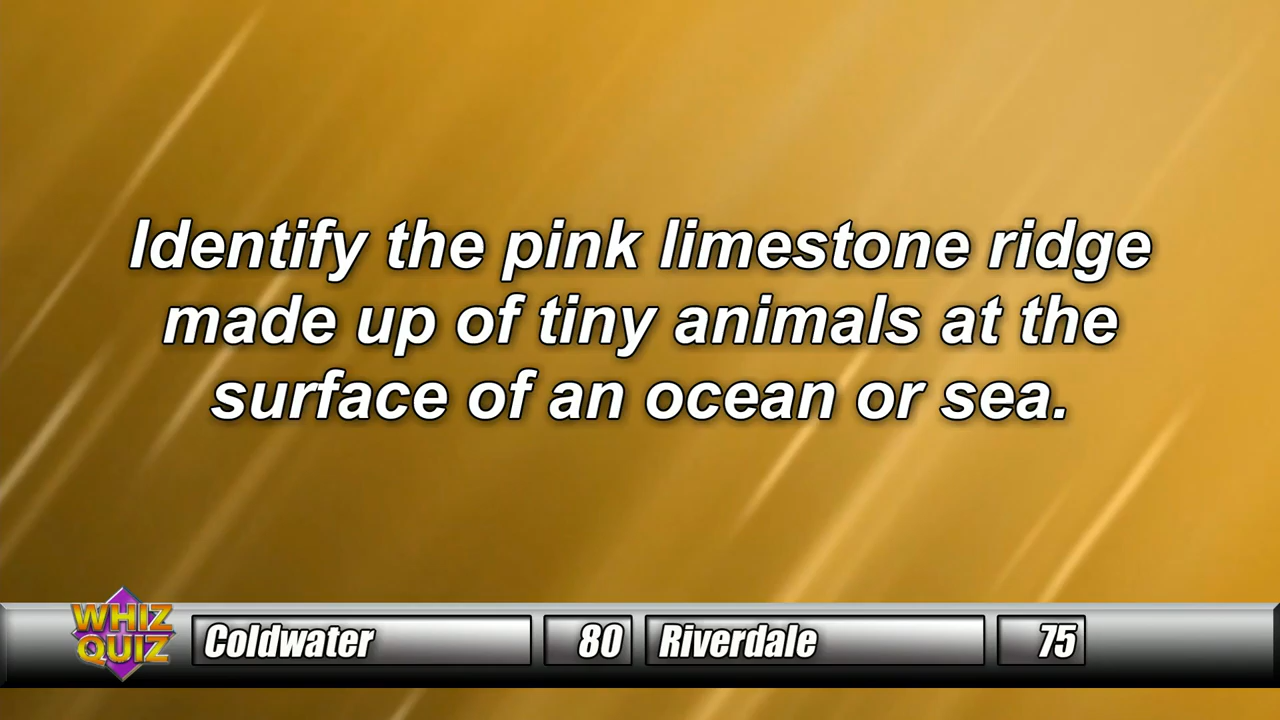 Identify the pink limestone ridge
made up of tiny animals at the
surface of an ocean or sea.
WHIZ
QUIZ
Coldwater 80 Riverdale 75